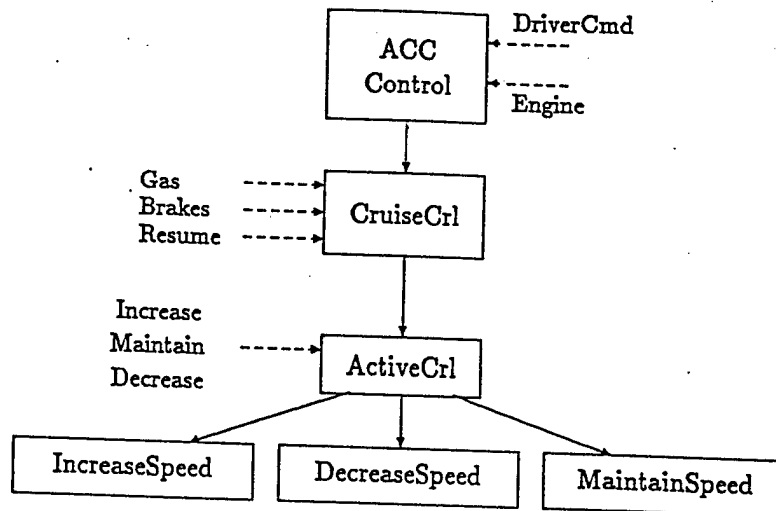 DriverCmd
ACC
Control
Engine
Gas
Brakes
Resume
CruiseCrl
Increase
Maintain
Decrease
ActiveCrl
IncreaseSpeed
DecreaseSpeed
MaintainSpeed